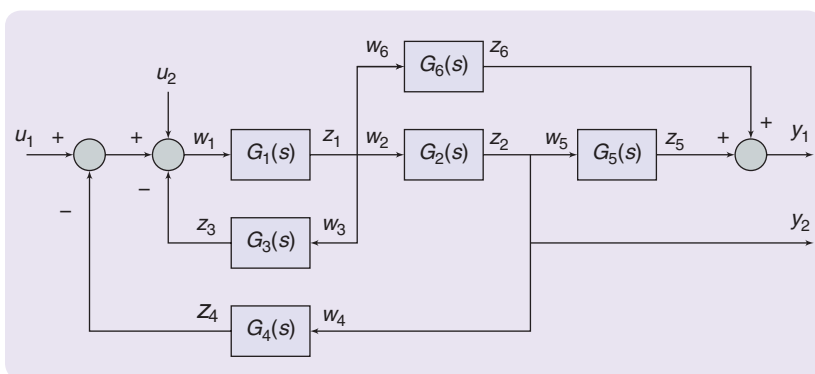 w₆ G₆(s) z₆
u₂
u₁ + + w₁ G₁(s) z₁ w₂ G₂(s) z₂ w₅ G₅(s) z₅ + + y₁
− − z₃ G₃(s) w₃ y₂
z₄ G₄(s) w₄